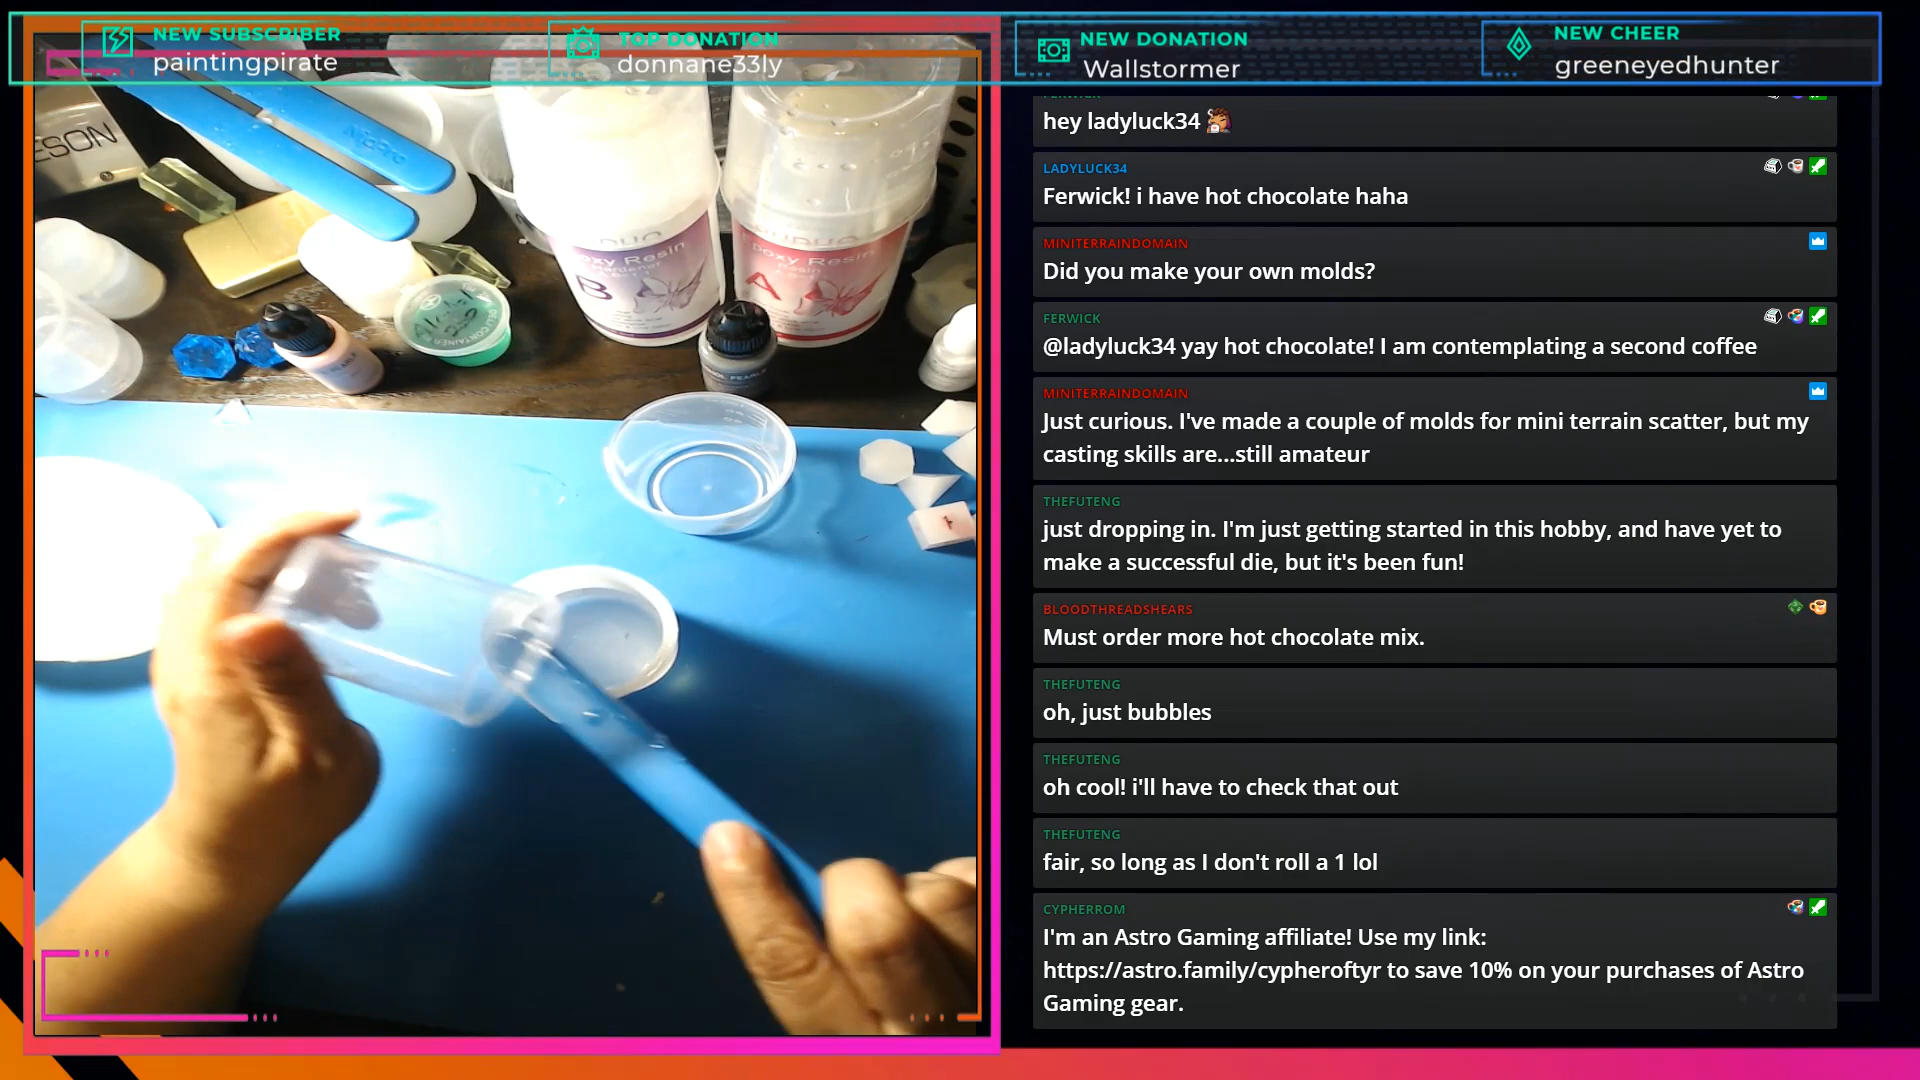 NEW SUBSCRIBER
paintingpirate
TOP DONATION
donnane33ly
NEW DONATION
Wallstormer
NEW CHEER
greeneyedhunter
FERWICK
hey ladyluck34
LADYLUCK34
Ferwick! i have hot chocolate haha
MINITERRAINDOMAIN
Did you make your own molds?
FERWICK
@ladyluck34 yay hot chocolate! I am contemplating a second coffee
MINITERRAINDOMAIN
Just curious. I've made a couple of molds for mini terrain scatter, but my
casting skills are...still amateur
THEFUTENG
just dropping in. I'm just getting started in this hobby, and have yet to
make a successful die, but it's been fun!
BLOODTHREADSHEARS
Must order more hot chocolate mix.
THEFUTENG
oh, just bubbles
THEFUTENG
oh cool! i'll have to check that out
THEFUTENG
fair, so long as I don't roll a 1 lol
CYPHERROM
I'm an Astro Gaming affiliate! Use my link:
https://astro.family/cypheroftyr to save 10% on your purchases of Astro
Gaming gear.
ESON
oxy Resin
Hardener
B
poxy Resin
Resin
A